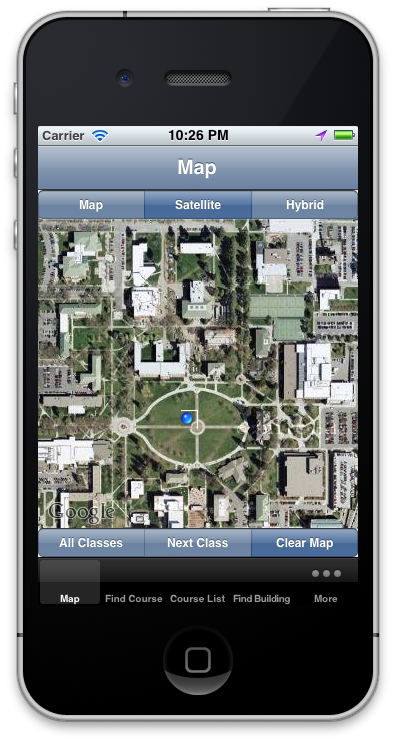 Carrier 10:26 PM
Map
Map Satellite Hybrid
Google
All Classes Next Class Clear Map
Map Find Course Course List Find Building More